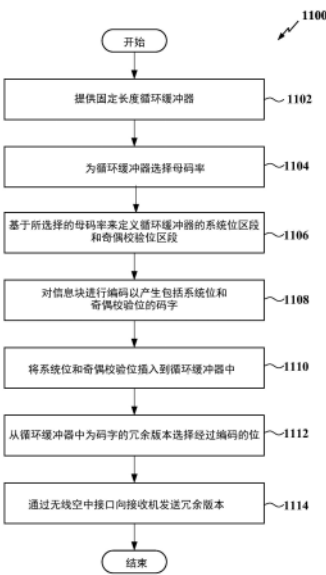 1100
开始
提供固定长度循环缓冲器
1102
为循环缓冲器选择母码率
1104
基于所选择的母码率来定义循环缓冲器的系统位区段
和奇偶校验位区段
1106
对信息块进行编码以产生包括系统位和
奇偶校验位的码字
1108
将系统位和奇偶校验位插入到循环缓冲器中
1110
从循环缓冲器中为码字的冗余版本选择经过编码的位
1112
通过无线空中接口向接收机发送冗余版本
1114
结束